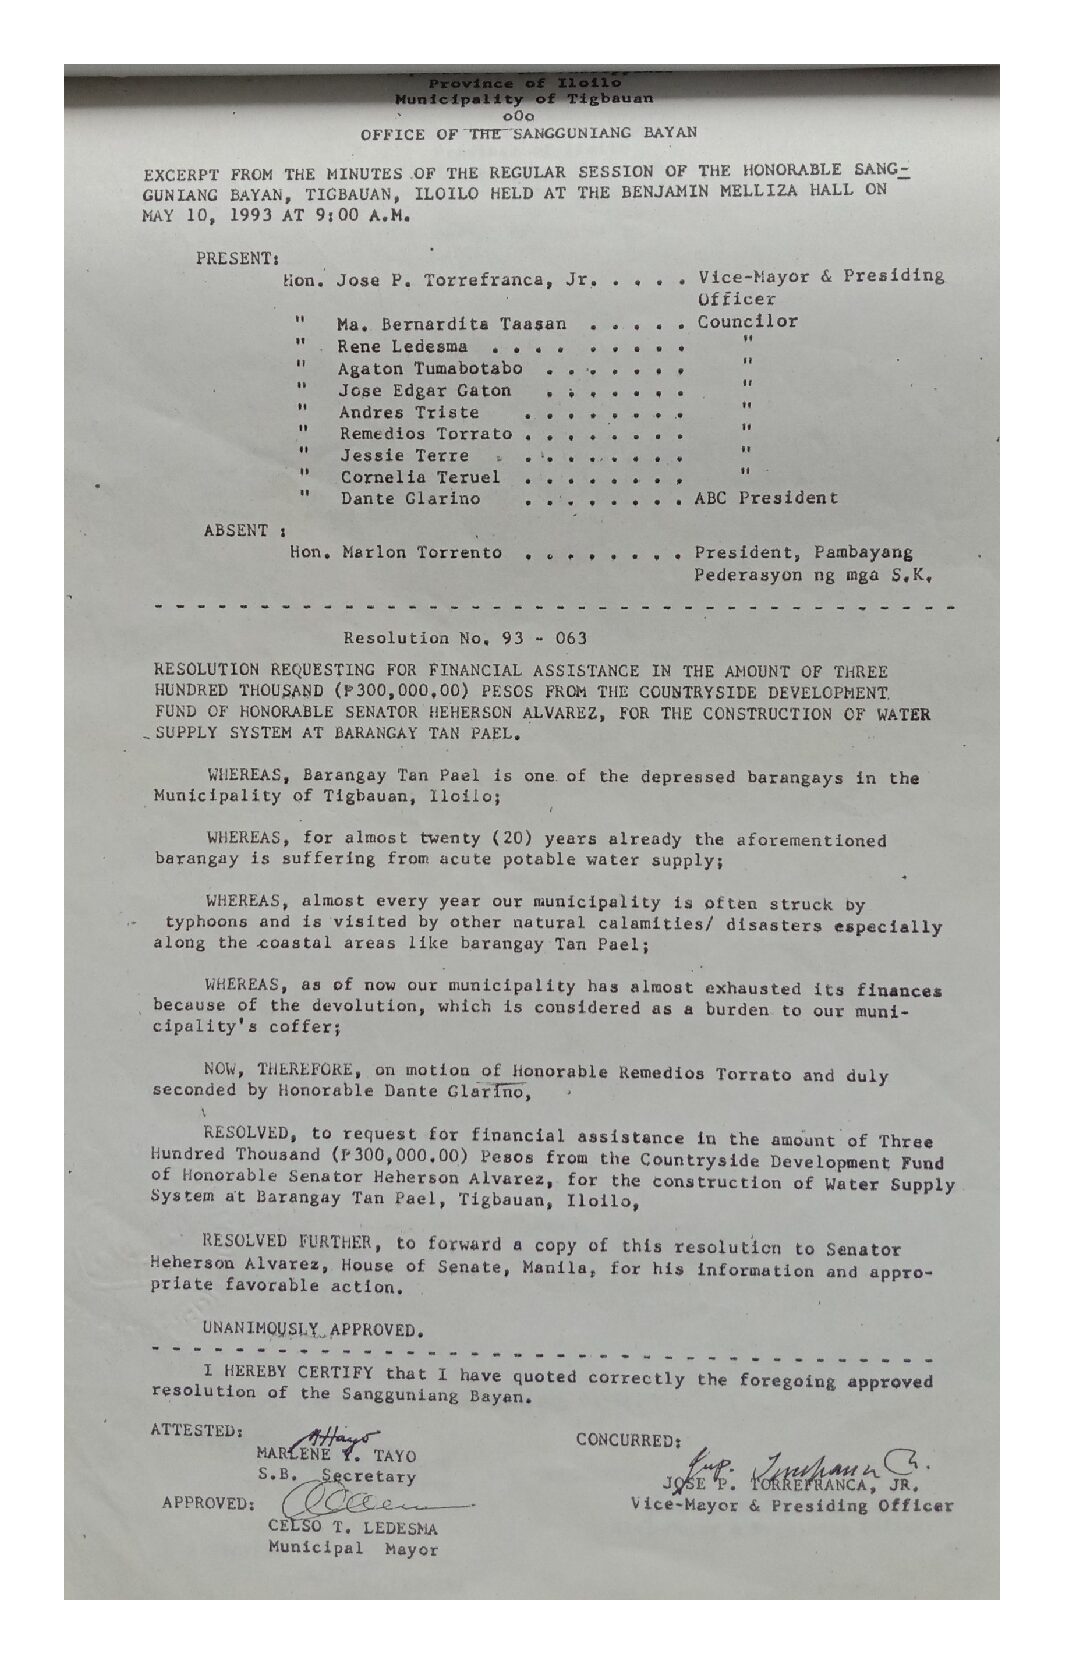 Province of Iloilo
Municipality of Tigbauan
oOo
OFFICE OF THE SANGGUNIANG BAYAN
EXCERPT FROM THE MINUTES OF THE REGULAR SESSION OF THE HONORABLE SANG-
GUNIANG BAYAN, TIGBAUAN, ILOILO HELD AT THE BENJAMIN MELLIZA HALL ON
MAY 10, 1993 AT 9:00 A.M.
PRESENT:
Hon. Jose P. Torrefranca, Jr. . . . . . Vice-Mayor & Presiding
Officer
" Ma. Bernardita Taasan . . . . . Councilor
" Rene Ledesma . . . . . . . . . "
" Agaton Tumabotabo . . . . . . . "
" Jose Edgar Gaton . . . . . . . "
" Andres Triste . . . . . . . . "
" Remedios Torrato . . . . . . . . "
" Jessie Terre . . . . . . . . "
" Cornelia Teruel . . . . . . . . "
" Dante Glarino . . . . . . . . ABC President
ABSENT :
Hon. Marlon Torrento . . . . . . . . President, Pambayang
Pederasyon ng mga S.K.
- - - - - - - - - - - - - - - - - - - - - - - - - - - - - - - - - - - - - -
Resolution No. 93 - 063
RESOLUTION REQUESTING FOR FINANCIAL ASSISTANCE IN THE AMOUNT OF THREE
HUNDRED THOUSAND (₱300,000.00) PESOS FROM THE COUNTRYSIDE DEVELOPMENT
FUND OF HONORABLE SENATOR HEHERSON ALVAREZ, FOR THE CONSTRUCTION OF WATER
SUPPLY SYSTEM AT BARANGAY TAN PAEL.
WHEREAS, Barangay Tan Pael is one of the depressed barangays in the
Municipality of Tigbauan, Iloilo;
WHEREAS, for almost twenty (20) years already the aforementioned
barangay is suffering from acute potable water supply;
WHEREAS, almost every year our municipality is often struck by
typhoons and is visited by other natural calamities/ disasters especially
along the coastal areas like barangay Tan Pael;
WHEREAS, as of now our municipality has almost exhausted its finances
because of the devolution, which is considered as a burden to our muni-
cipality's coffer;
NOW, THEREFORE, on motion of Honorable Remedios Torrato and duly
seconded by Honorable Dante Glarino,
RESOLVED, to request for financial assistance in the amount of Three
Hundred Thousand (₱300,000.00) Pesos from the Countryside Development Fund
of Honorable Senator Heherson Alvarez, for the construction of Water Supply
System at Barangay Tan Pael, Tigbauan, Iloilo,
RESOLVED FURTHER, to forward a copy of this resolution to Senator
Heherson Alvarez, House of Senate, Manila, for his information and appro-
priate favorable action.
UNANIMOUSLY APPROVED.
- - - - - - - - - - - - - - - - - - - - - - - - - - - - - - - - - - - - -
I HEREBY CERTIFY that I have quoted correctly the foregoing approved
resolution of the Sangguniang Bayan.
ATTESTED:
MARLENE Y. TAYO
S.B. Secretary
CONCURRED:
JOSE P. TORREFRANCA, JR.
Vice-Mayor & Presiding Officer
APPROVED:
CELSO T. LEDESMA
Municipal Mayor